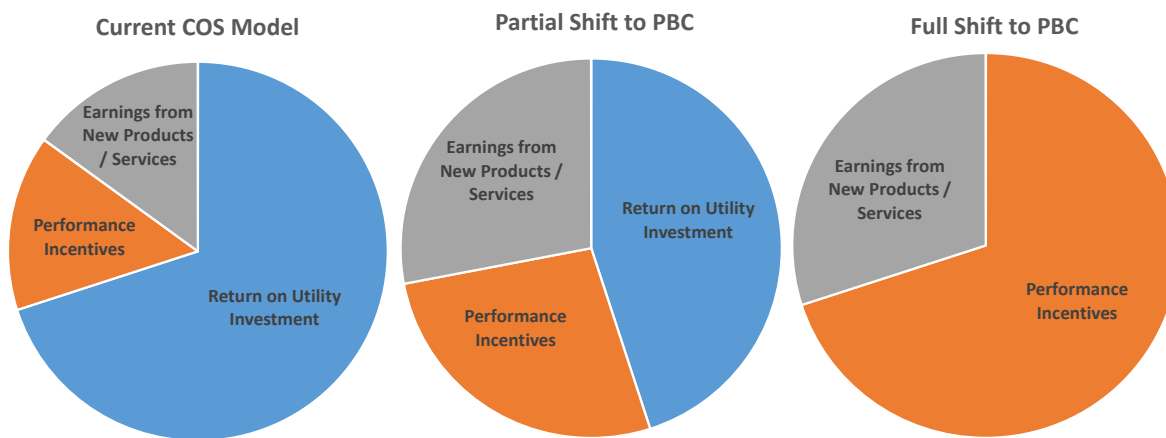 Current COS Model
Earnings from
New Products
/ Services
Performance
Incentives
Return on Utility
Investment
Partial Shift to PBC
Earnings from
New Products /
Services
Return on Utility
Investment
Performance
Incentives
Full Shift to PBC
Earnings from
New Products /
Services
Performance
Incentives